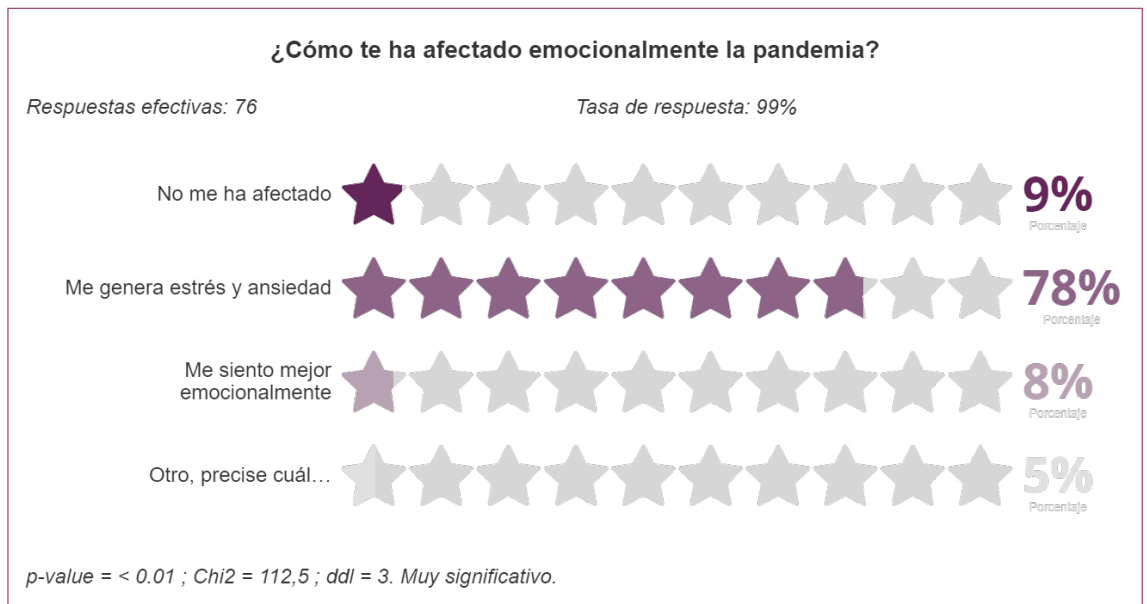 ¿Cómo te ha afectado emocionalmente la pandemia?
Respuestas efectivas: 76 Tasa de respuesta: 99%
No me ha afectado 9%
Porcentaje
Me genera estrés y ansiedad 78%
Porcentaje
Me siento mejor
emocionalmente 8%
Porcentaje
Otro, precise cuál… 5%
Porcentaje
p-value = < 0.01 ; Chi2 = 112,5 ; ddl = 3. Muy significativo.